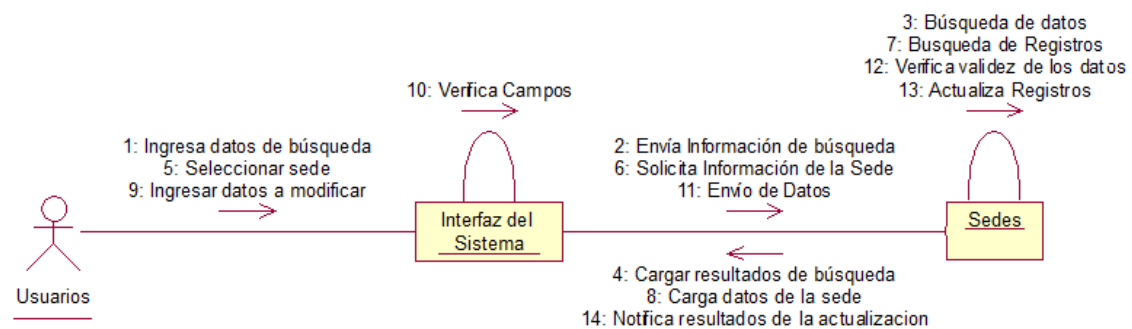 3: Búsqueda de datos
7: Busqueda de Registros
12: Verifica validez de los datos
13: Actualiza Registros
10: Verifica Campos
1: Ingresa datos de búsqueda
5: Seleccionar sede
9: Ingresar datos a modificar
2: Envía Información de búsqueda
6: Solicita Información de la Sede
11: Envío de Datos
Usuarios
Interfaz del
Sistema
Sedes
4: Cargar resultados de búsqueda
8: Carga datos de la sede
14: Notifica resultados de la actualizacion